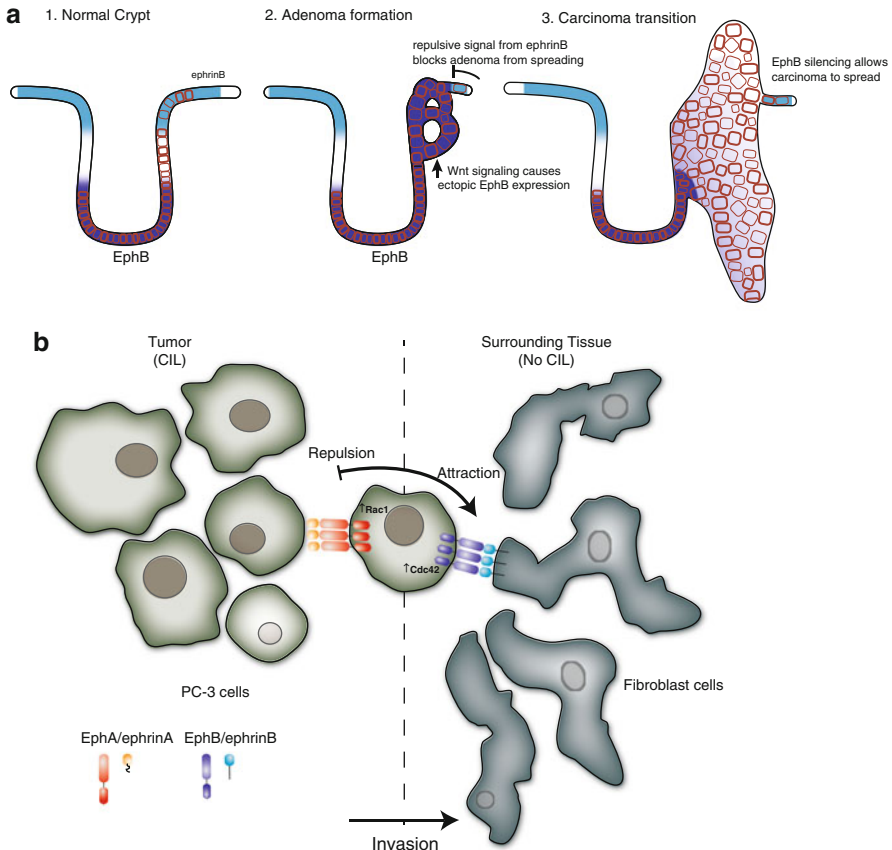 a
1. Normal Crypt
2. Adenoma formation
3. Carcinoma transition
ephrinB
repulsive signal from ephrinB
blocks adenoma from spreading
EphB silencing allows
carcinoma to spread
Wnt signaling causes
ectopic EphB expression
EphB
EphB
b
Tumor
(CIL)
Surrounding Tissue
(No CIL)
Repulsion
Attraction
↑Rac1
↑Cdc42
PC-3 cells
Fibroblast cells
EphA/ephrinA
EphB/ephrinB
Invasion